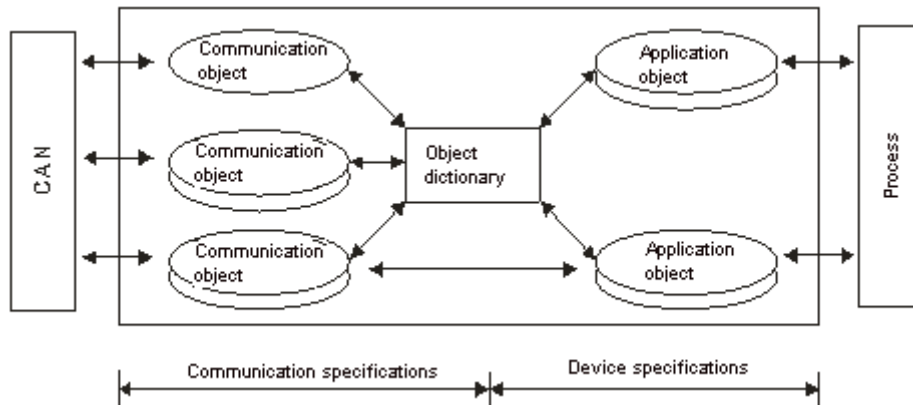 CAN
Communication
object
Communication
object
Communication
object
Object
dictionary
Application
object
Application
object
Process
Communication specifications
Device specifications